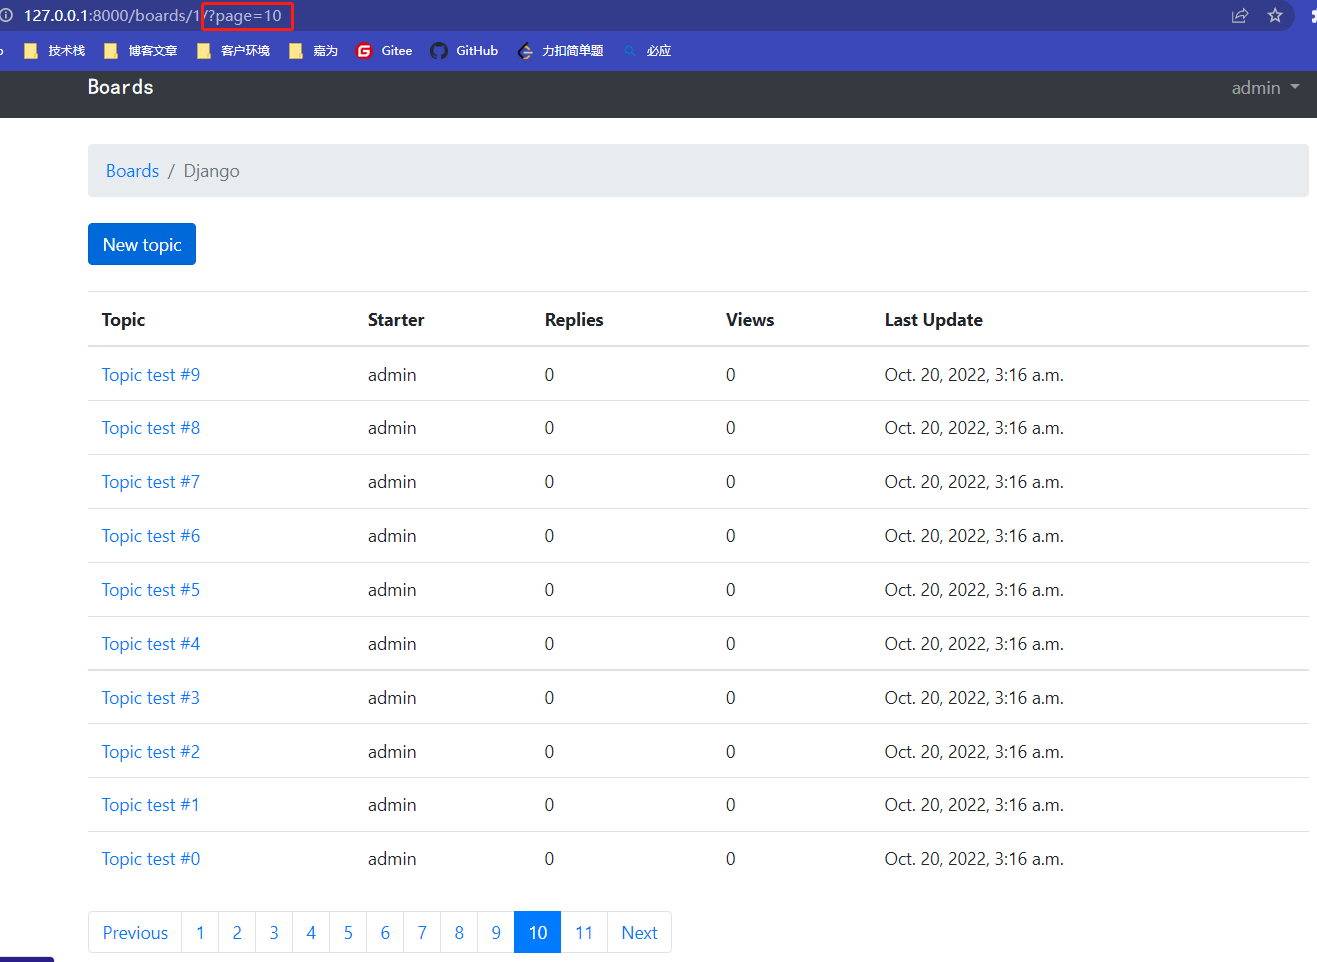 127.0.0.1:8000/boards/1/?page=10
技术栈 博客文章 客户环境 嘉为 Gitee GitHub 力扣简单题 必应
Boards admin
Boards / Django
New topic
Topic Starter Replies Views Last Update
Topic test #9 admin 0 0 Oct. 20, 2022, 3:16 a.m.
Topic test #8 admin 0 0 Oct. 20, 2022, 3:16 a.m.
Topic test #7 admin 0 0 Oct. 20, 2022, 3:16 a.m.
Topic test #6 admin 0 0 Oct. 20, 2022, 3:16 a.m.
Topic test #5 admin 0 0 Oct. 20, 2022, 3:16 a.m.
Topic test #4 admin 0 0 Oct. 20, 2022, 3:16 a.m.
Topic test #3 admin 0 0 Oct. 20, 2022, 3:16 a.m.
Topic test #2 admin 0 0 Oct. 20, 2022, 3:16 a.m.
Topic test #1 admin 0 0 Oct. 20, 2022, 3:16 a.m.
Topic test #0 admin 0 0 Oct. 20, 2022, 3:16 a.m.
Previous 1 2 3 4 5 6 7 8 9 10 11 Next